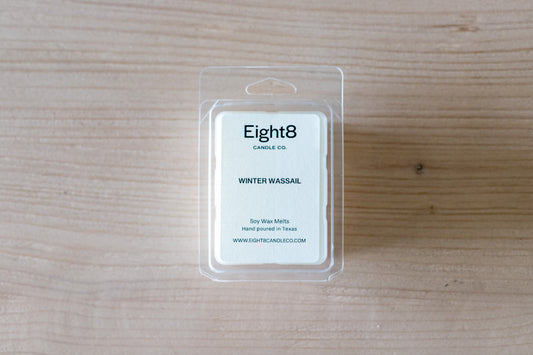 Eight8
CANDLE CO.
WINTER WASSAIL
Soy Wax Melts
Hand poured in Texas
WWW.EIGHT8CANDLECO.COM